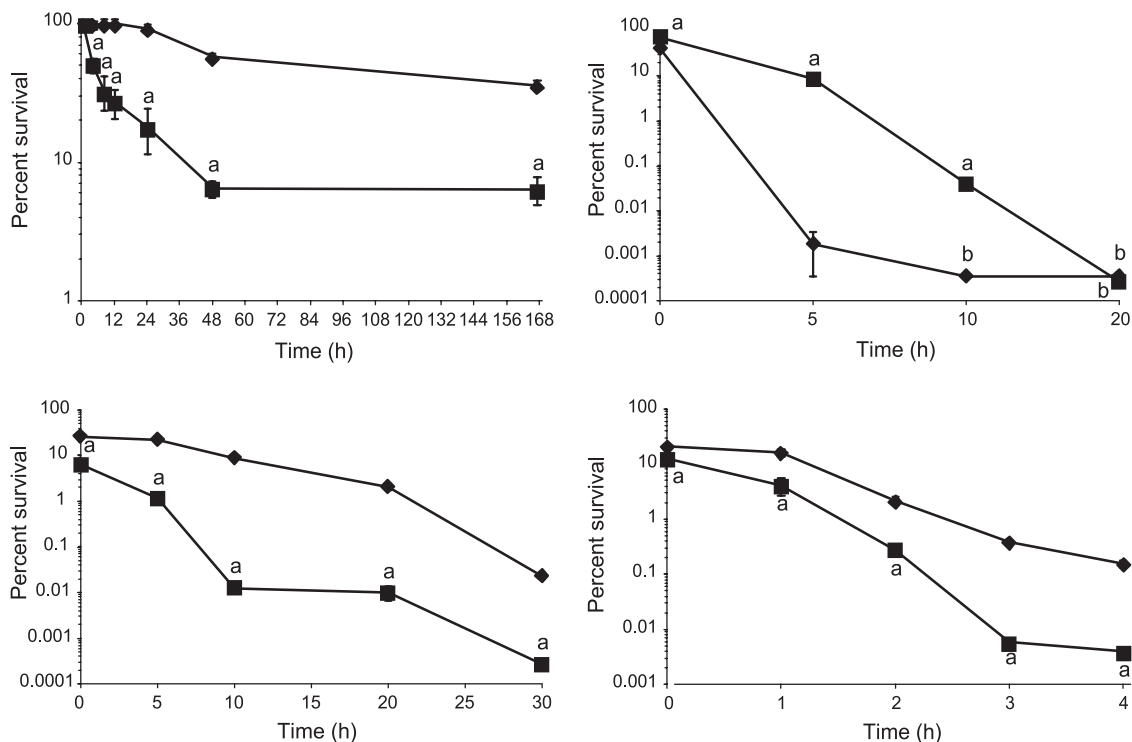 100
10
1
Percent survival
a
a
a
a
a
a
0 12 24 36 48 60 72 84 96 108 120 132 144 156 168
Time (h)
100
10
1
0.1
0.01
0.001
0.0001
Percent survival
a
a
a
b
b
b
0 5 10 20
Time (h)
100
10
1
0.1
0.01
0.001
0.0001
Percent survival
a
a
a
a
a
0 5 10 15 20 25 30
Time (h)
100
10
1
0.1
0.01
0.001
Percent survival
a
a
a
a
a
0 1 2 3 4
Time (h)